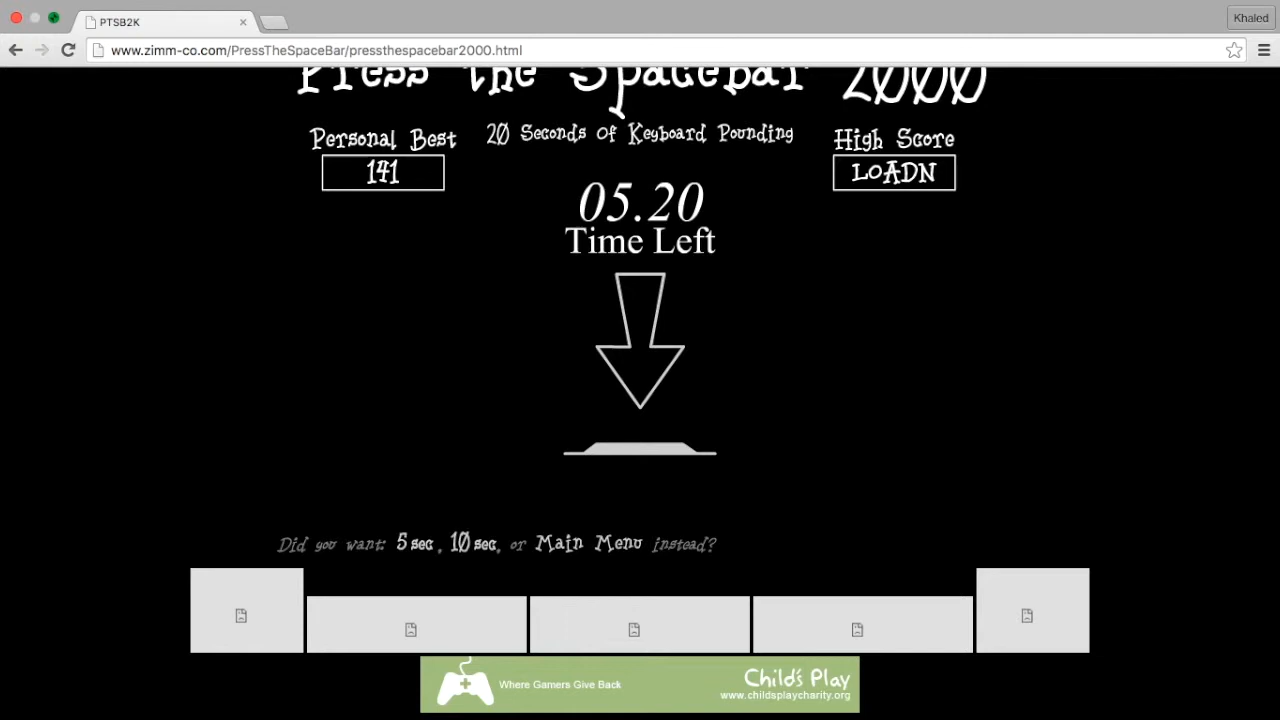 PTSB2K
Khaled
www.zimm-co.com/PressTheSpaceBar/pressthespacebar2000.html
Press the Spacebar 2000
Personal Best
20 Seconds of Keyboard Pounding
High Score
141
LOADN
05.20
Time Left
Did you want: 5 sec, 10 sec, or Main Menu instead?
Where Gamers Give Back
Child's Play
www.childsplaycharity.org